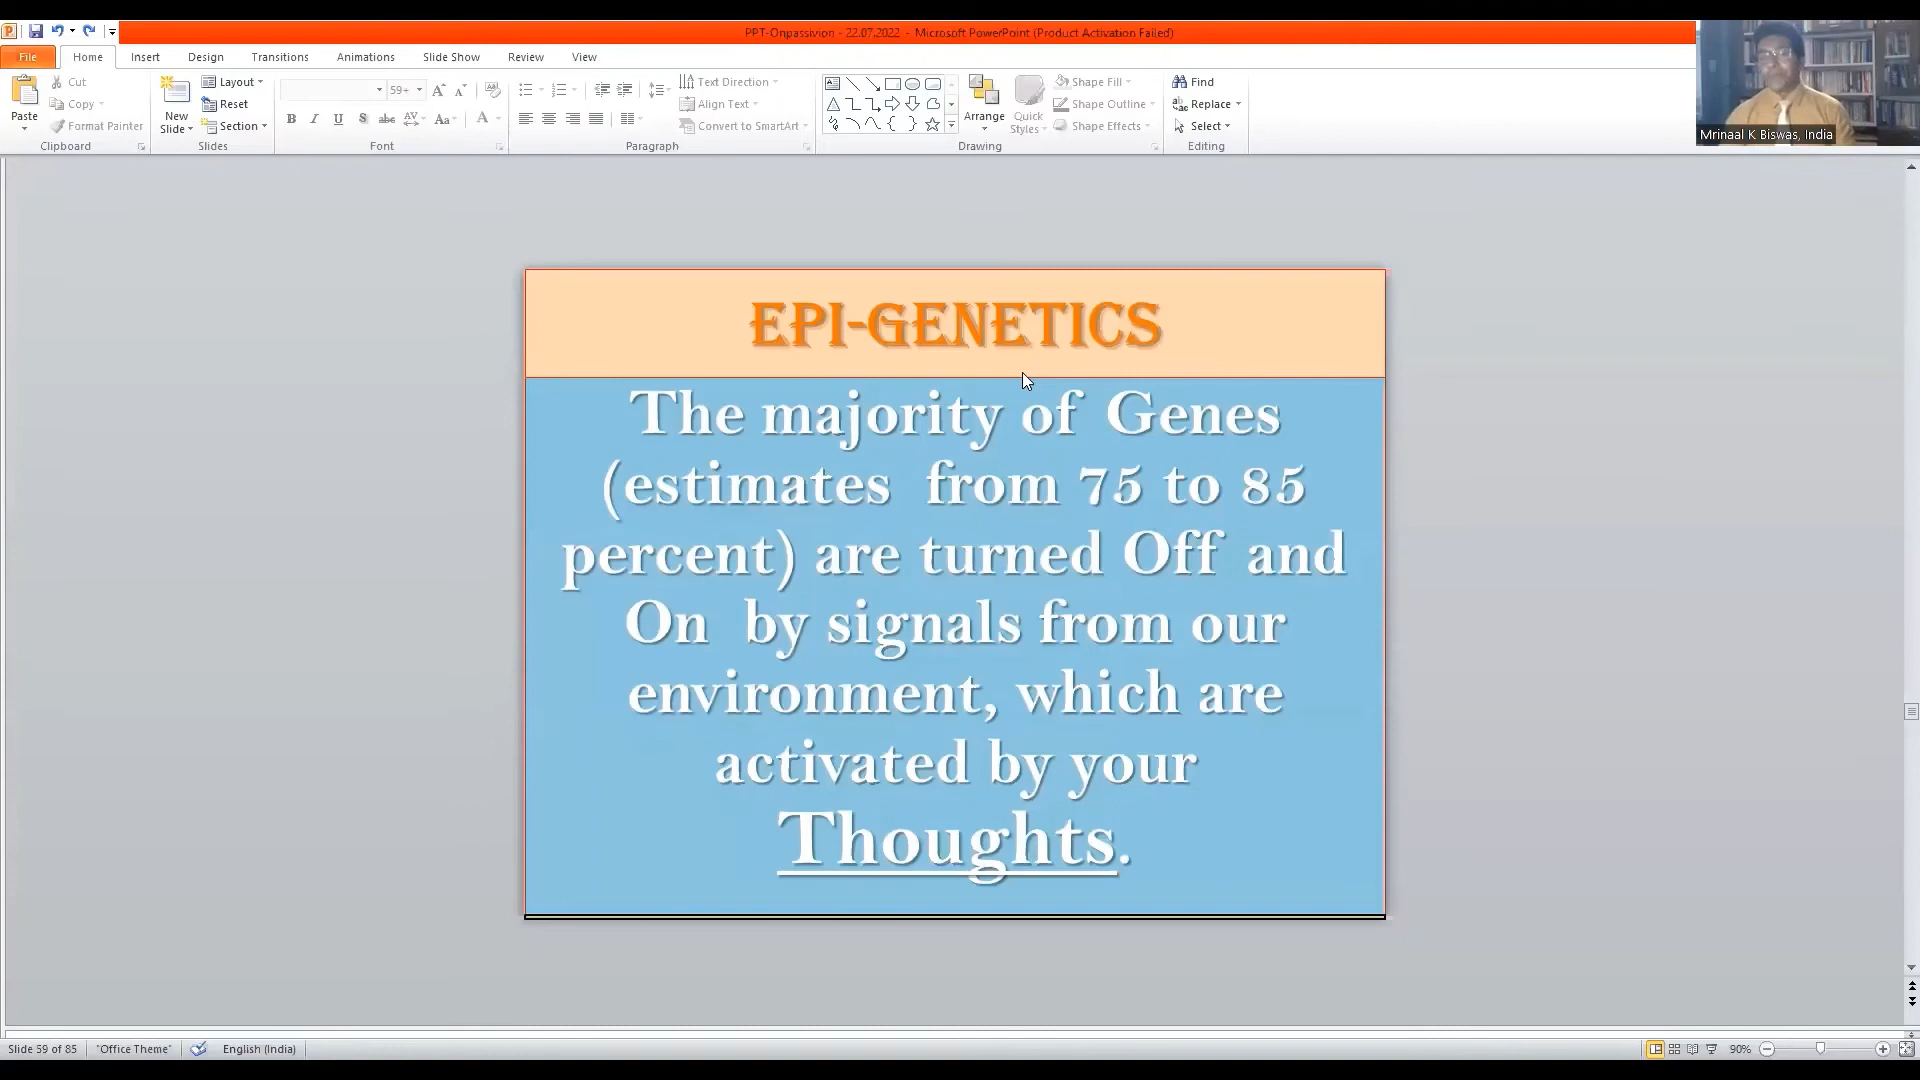 PPT-Onpassivion - 22.07.2022 - Microsoft PowerPoint (Product Activation Failed)
File Home Insert Design Transitions Animations Slide Show Review View
Cut
Copy
Format Painter
Paste
Clipboard
New
Slide
Layout
Reset
Section
Slides
59+
Font
Text Direction
Align Text
Convert to SmartArt
Paragraph
Arrange
Quick
Styles
Shape Fill
Shape Outline
Shape Effects
Drawing
Find
Replace
Select
Editing
Mrinaal K Biswas, India
EPI-GENETICS
The majority of Genes
(estimates from 75 to 85
percent) are turned Off and
On by signals from our
environment, which are
activated by your
Thoughts.
Slide 59 of 85 "Office Theme" English (India) 90%